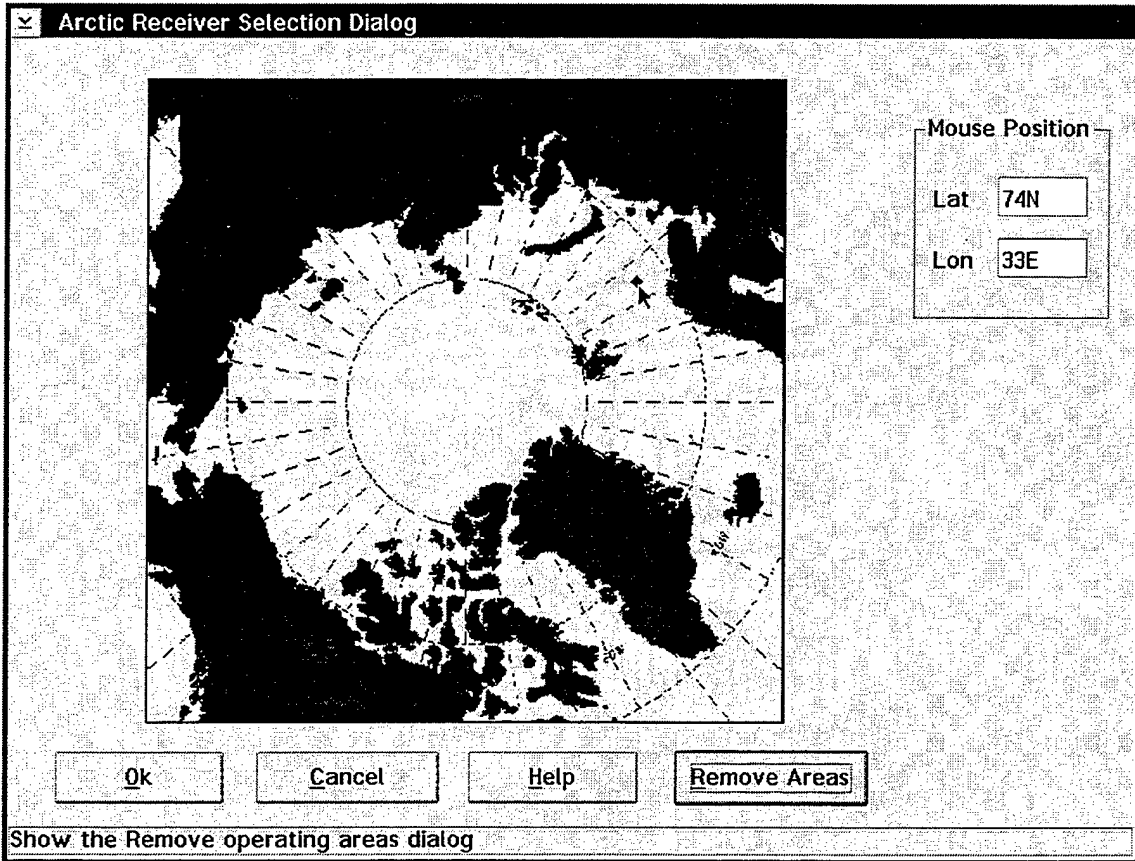 Arctic Receiver Selection Dialog
Mouse Position
Lat 74N
Lon 33E
Ok Cancel Help Remove Areas
Show the Remove operating areas dialog